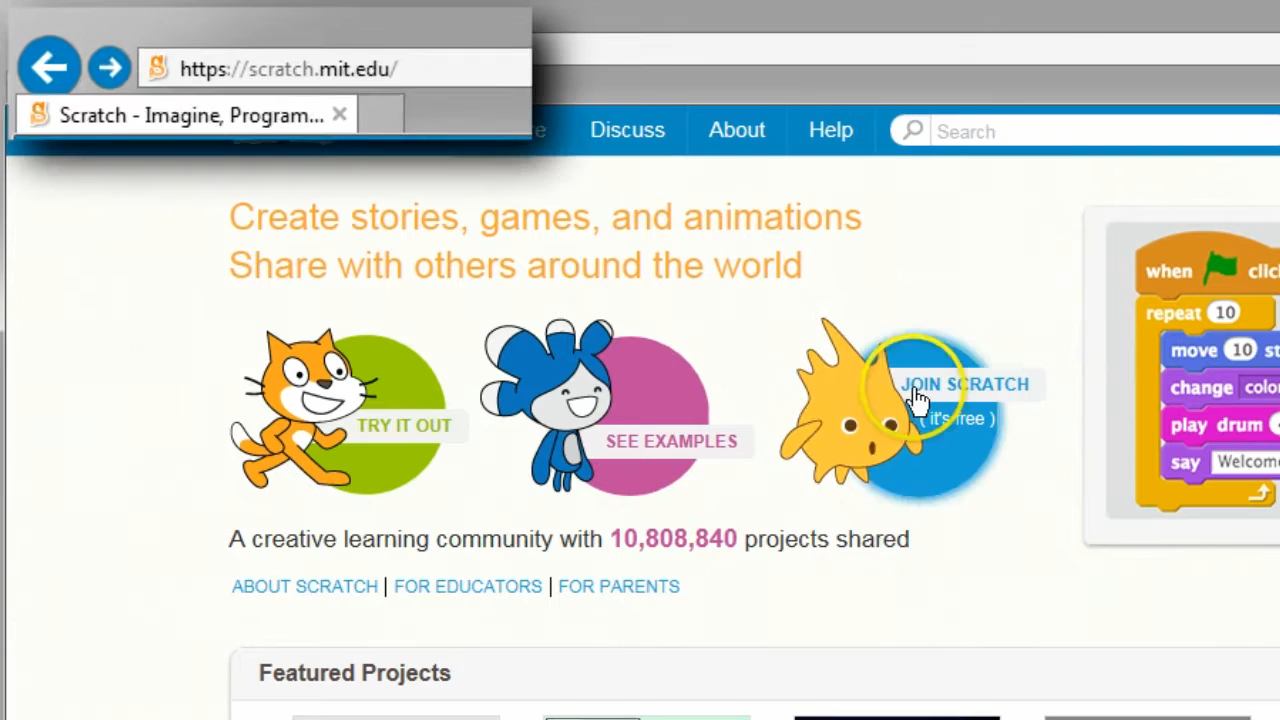 https://scratch.mit.edu/
Scratch - Imagine, Program...
Discuss
About
Help
Search
Create stories, games, and animations
Share with others around the world
TRY IT OUT
SEE EXAMPLES
JOIN SCRATCH
( it's free )
when
repeat 10
move 10
change
play drum
say
A creative learning community with 10,808,840 projects shared
ABOUT SCRATCH | FOR EDUCATORS | FOR PARENTS
Featured Projects